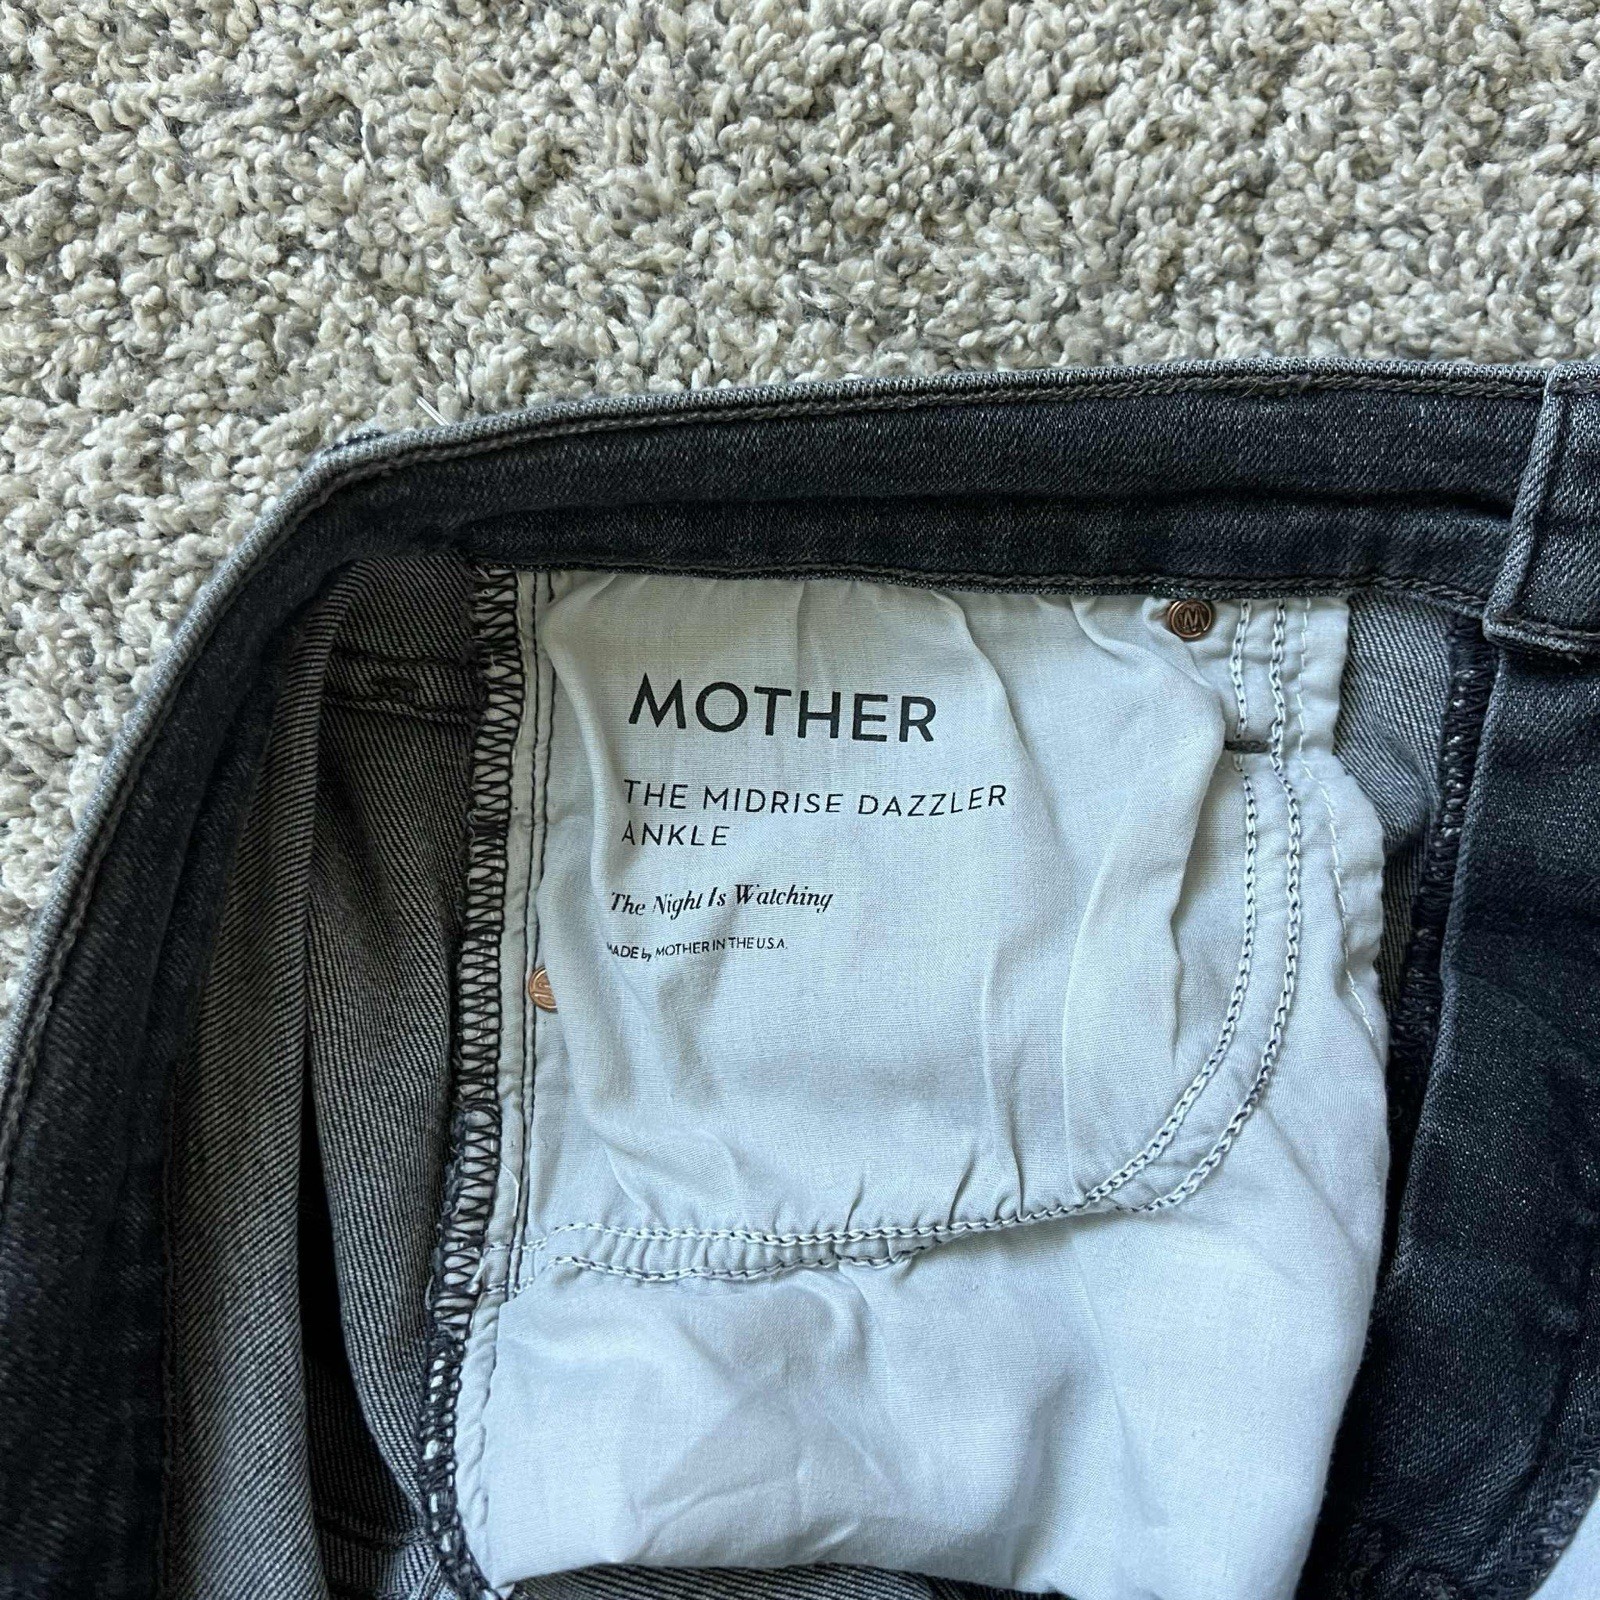 MOTHER
THE MIDRISE DAZZLER
ANKLE
The Night Is Watching
MADE by MOTHER IN THE U.S.A.
M